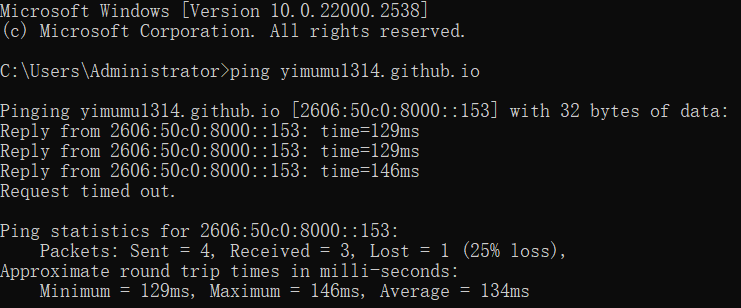 Microsoft Windows [Version 10.0.22000.2538]
(c) Microsoft Corporation. All rights reserved.
C:\Users\Administrator>ping yimumu1314.github.io
Pinging yimumu1314.github.io [2606:50c0:8000::153] with 32 bytes of data:
Reply from 2606:50c0:8000::153: time=129ms
Reply from 2606:50c0:8000::153: time=129ms
Reply from 2606:50c0:8000::153: time=146ms
Request timed out.
Ping statistics for 2606:50c0:8000::153:
    Packets: Sent = 4, Received = 3, Lost = 1 (25% loss),
Approximate round trip times in milli-seconds:
    Minimum = 129ms, Maximum = 146ms, Average = 134ms